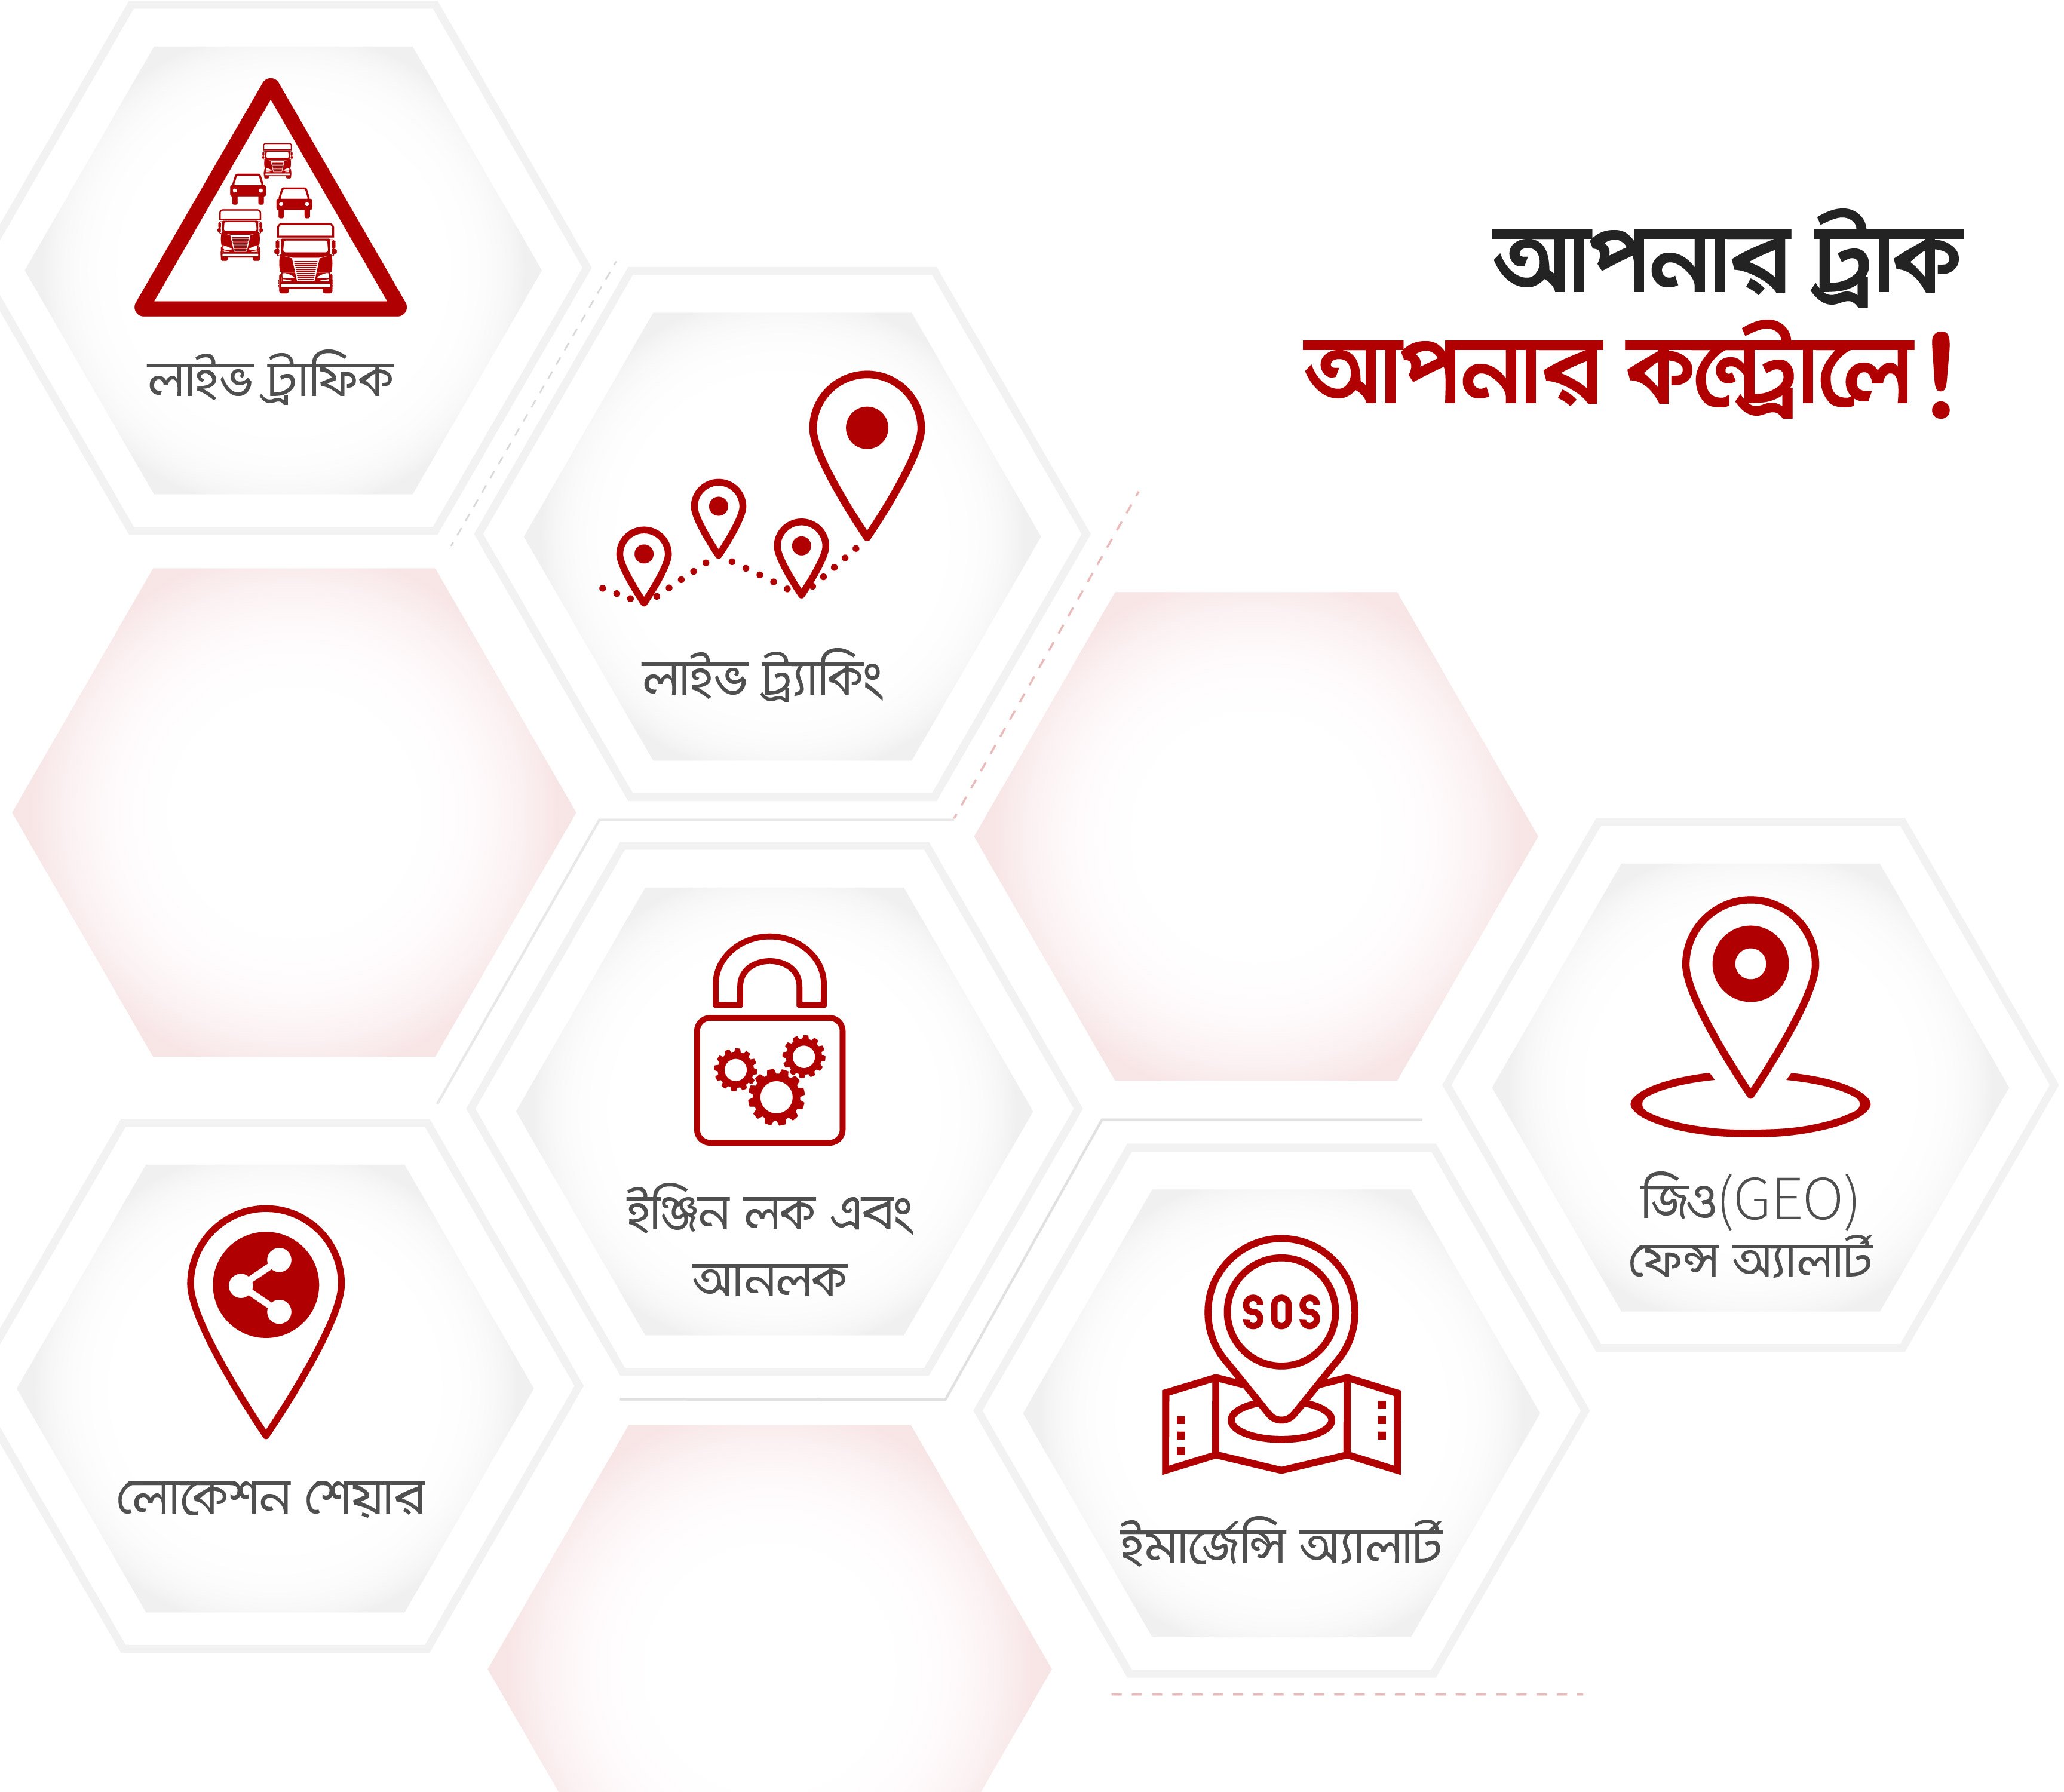 আপনার ট্রাক
আপনার কন্ট্রোলে!
লাইভ ট্রাফিক
লাইভ ট্র্যাকিং
ইঞ্জিন লক এবং
আনলক
জিও(GEO)
ফেন্স অ্যালার্ট
লোকেশন শেয়ার
SOS
ইমার্জেন্সি অ্যালার্ট